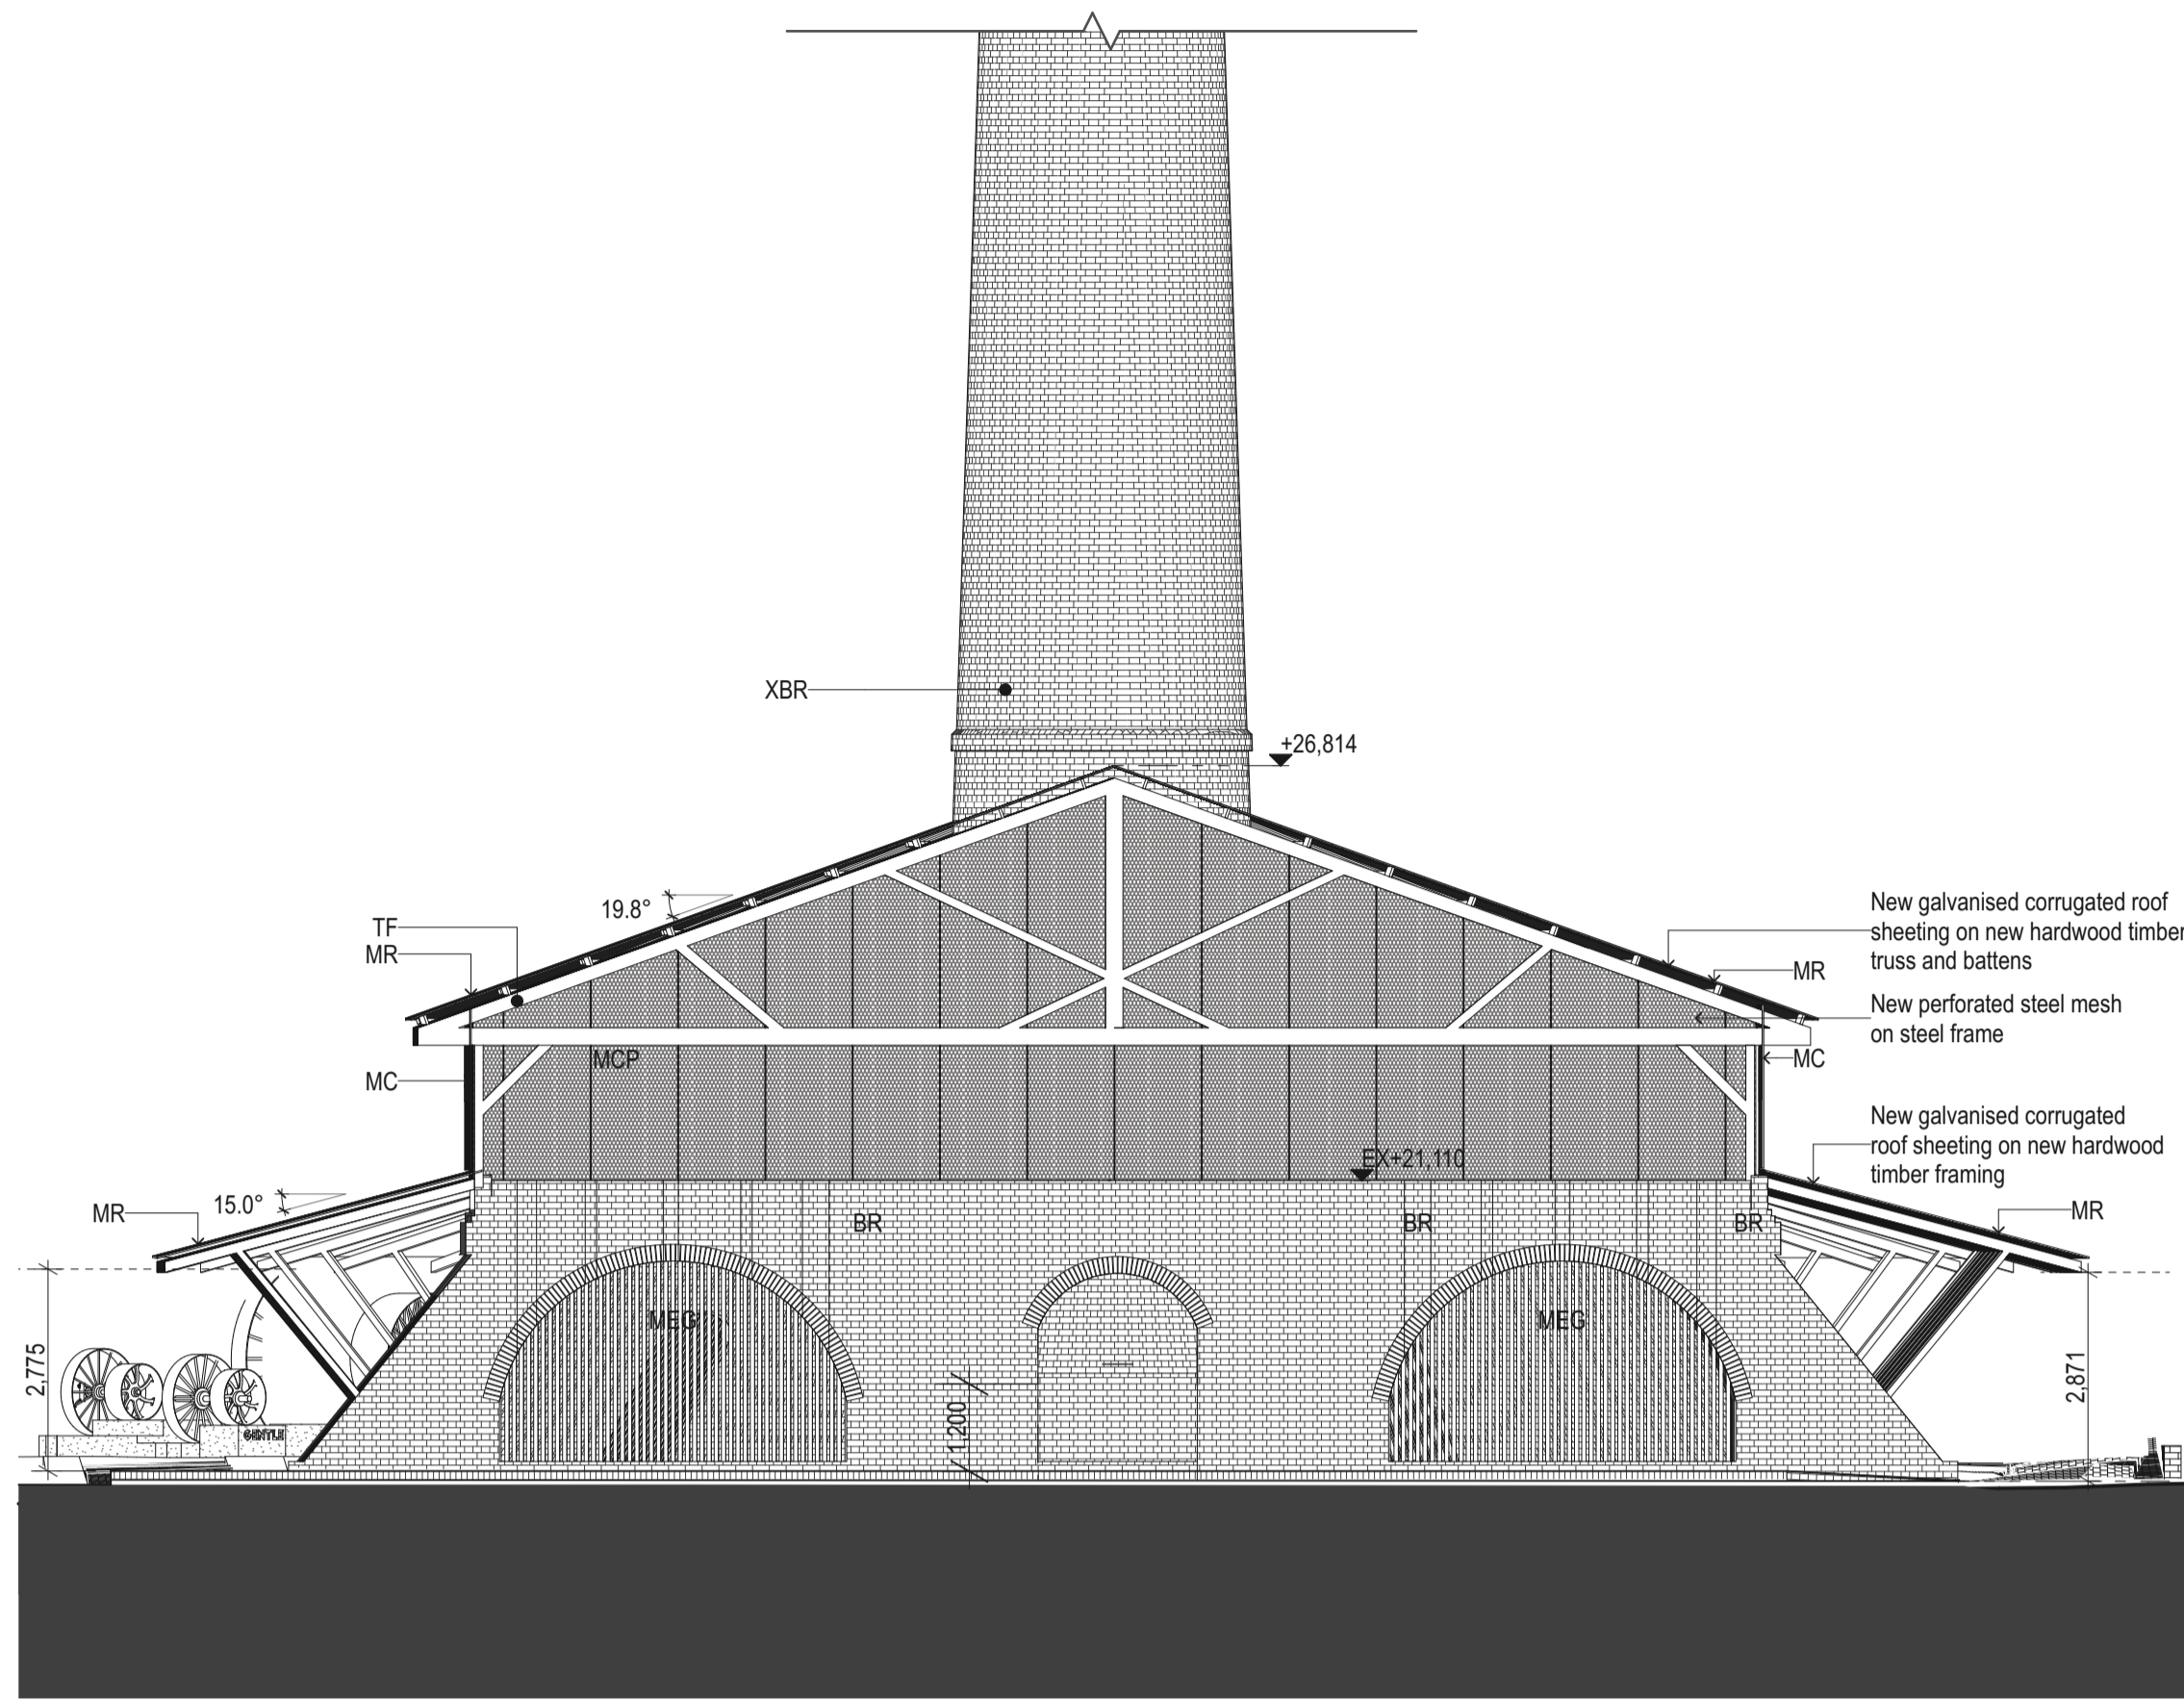 XBR
+26,814
19.8°
TF
MR
MC
MCP
New galvanised corrugated roof
sheeting on new hardwood timber
truss and battens
MR
New perforated steel mesh
on steel frame
MC
New galvanised corrugated
roof sheeting on new hardwood
timber framing
EX+21,110
15.0°
MR
BR
BR
BR
MR
MEG
MEG
2,775
1,200
2,871
GENTLE